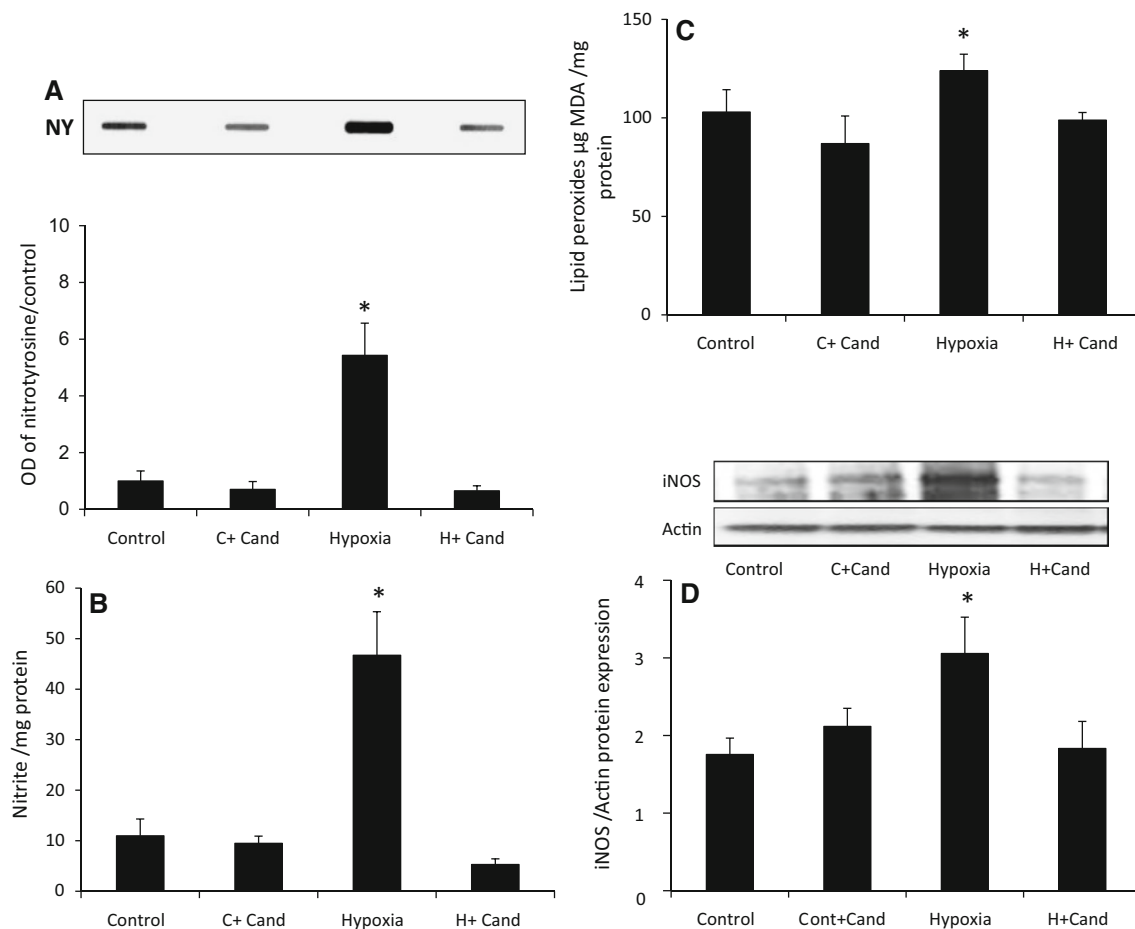 A
NY
OD of nitrotyrosine/control
10
8
6
4
2
0
*
Control C+ Cand Hypoxia H+ Cand
B
Nitrite /mg protein
60
50
40
30
20
10
0
*
Control C+ Cand Hypoxia H+ Cand
C
Lipid peroxides µg MDA /mg
protein
150
100
50
0
*
Control C+ Cand Hypoxia H+ Cand
iNOS
Actin
Control C+Cand Hypoxia H+Cand
D
iNOS /Actin protein expression
4
3
2
1
0
*
Control Cont+Cand Hypoxia H+Cand